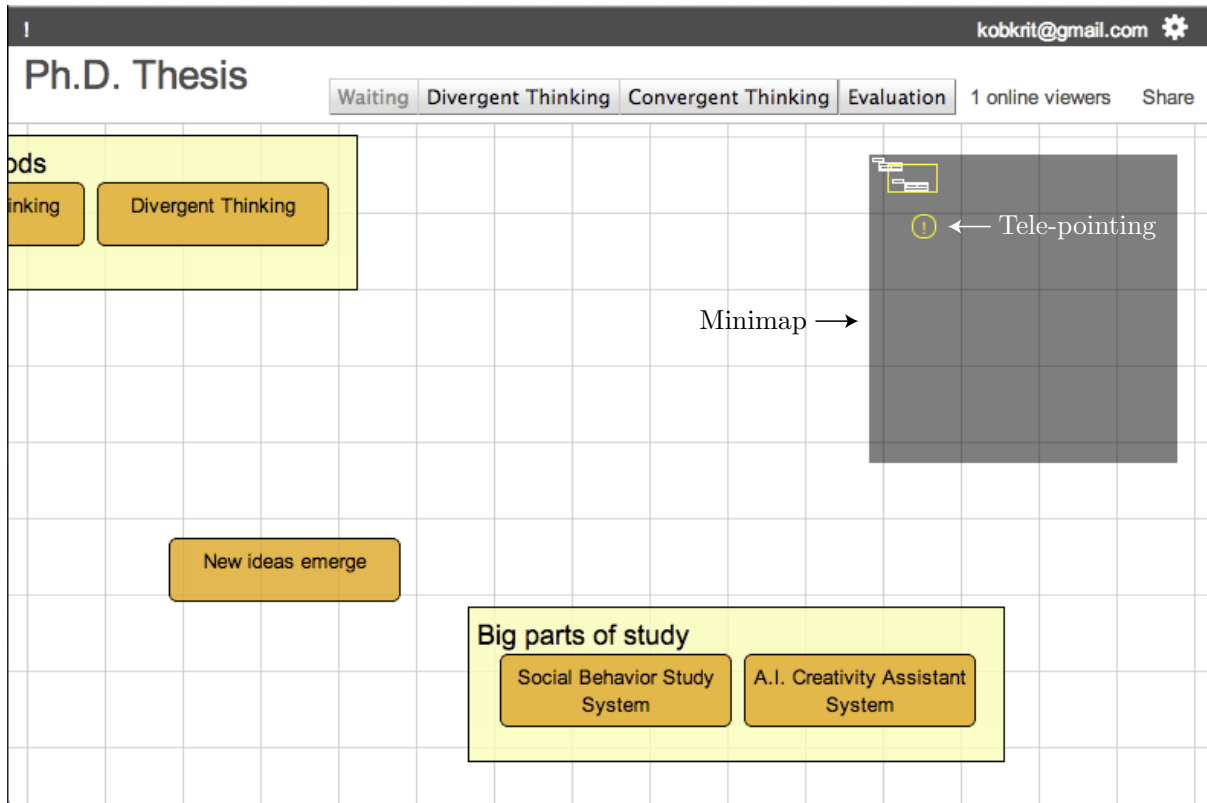 !
kobkrit@gmail.com
Ph.D. Thesis
Waiting Divergent Thinking Convergent Thinking Evaluation 1 online viewers Share
ods
inking
Divergent Thinking
!
Tele-pointing
Minimap
New ideas emerge
Big parts of study
Social Behavior Study
System
A.I. Creativity Assistant
System